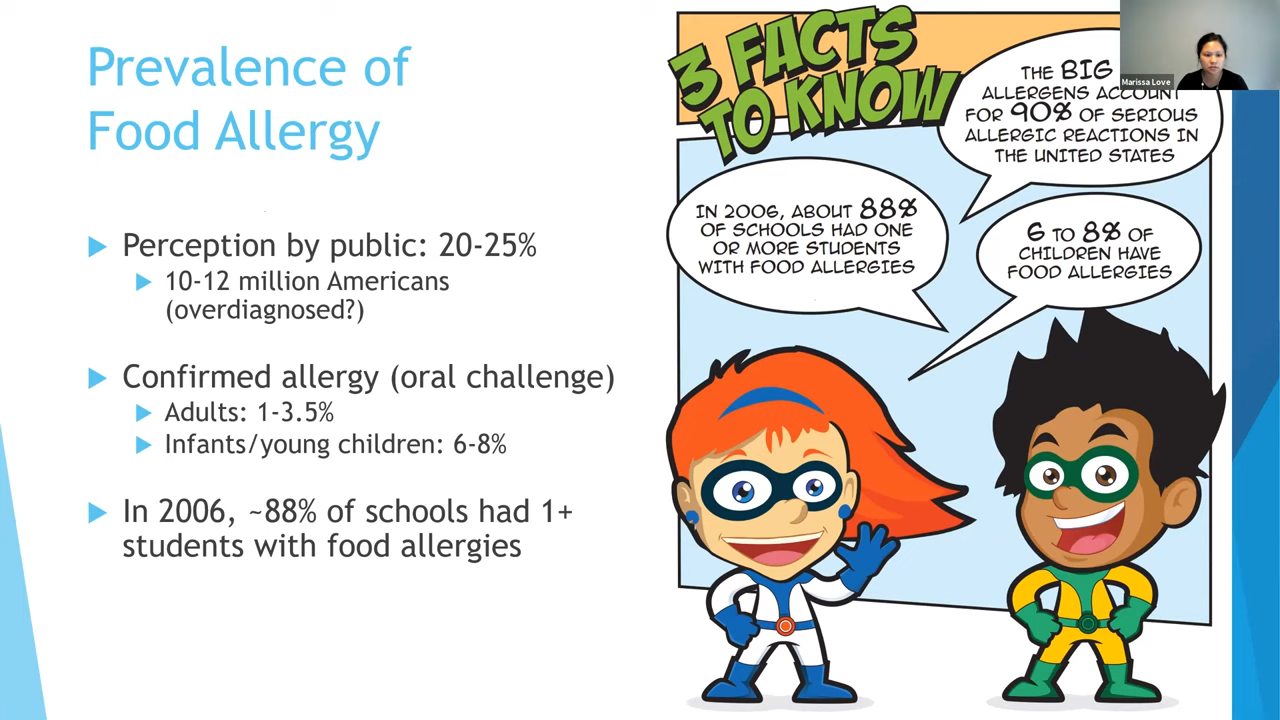 Prevalence of
Food Allergy
Perception by public: 20-25%
10-12 million Americans
(overdiagnosed?)
Confirmed allergy (oral challenge)
Adults: 1-3.5%
Infants/young children: 6-8%
In 2006, ~88% of schools had 1+
students with food allergies
3 FACTS
TO KNOW
THE BIG
ALLERGENS ACCOUNT
FOR 90% OF SERIOUS
ALLERGIC REACTIONS IN
THE UNITED STATES
IN 2006, ABOUT 88%
OF SCHOOLS HAD ONE
OR MORE STUDENTS
WITH FOOD ALLERGIES
6 TO 8% OF
CHILDREN HAVE
FOOD ALLERGIES
Marissa Love